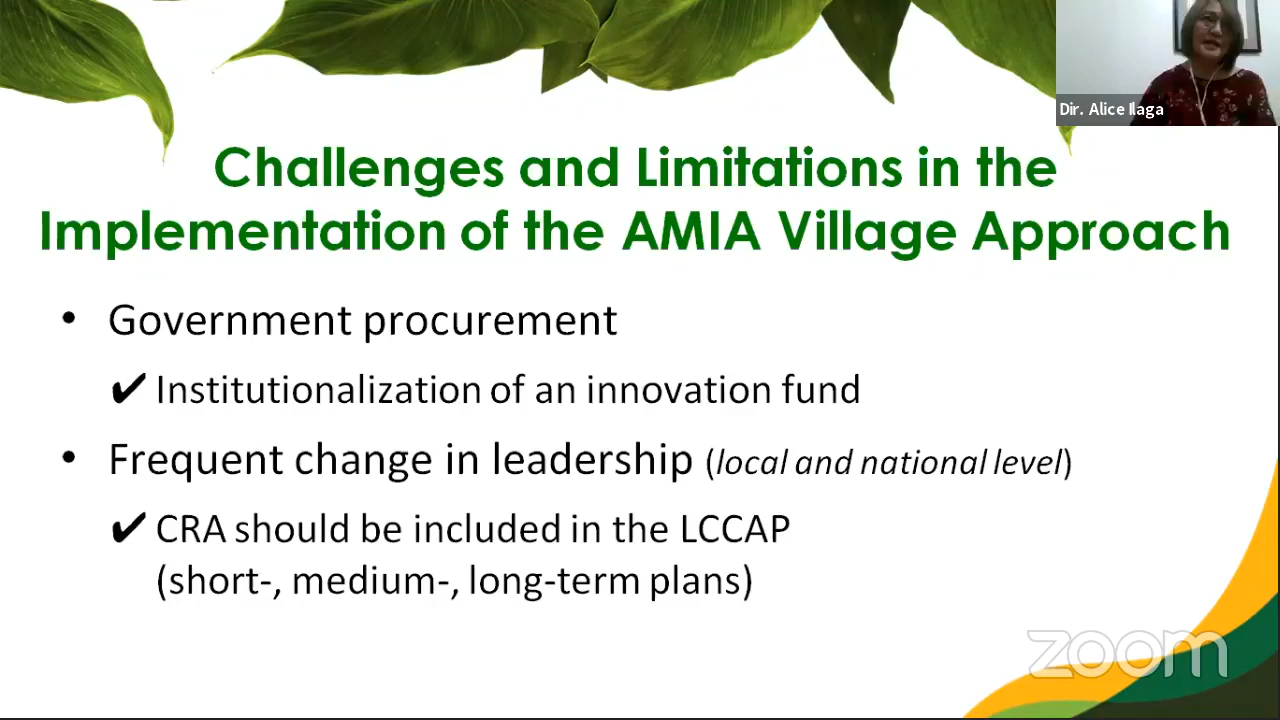 Dir. Alice Ilaga
Challenges and Limitations in the
Implementation of the AMIA Village Approach
• Government procurement
✔ Institutionalization of an innovation fund
• Frequent change in leadership (local and national level)
✔ CRA should be included in the LCCAP
(short-, medium-, long-term plans)
zoom